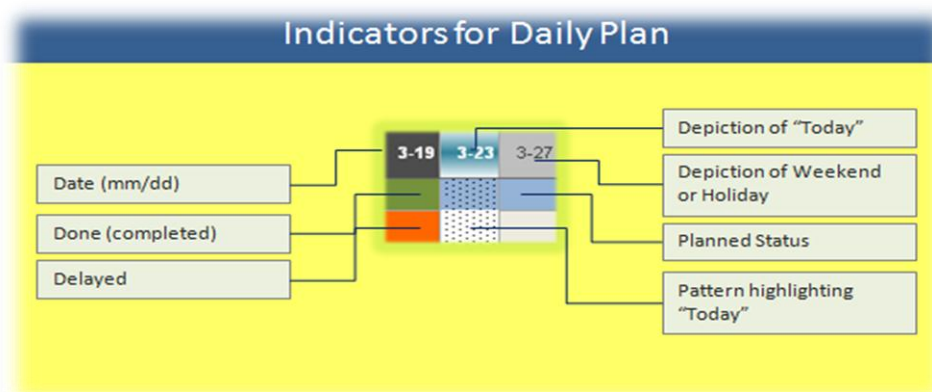 Indicators for Daily Plan
3-19 3-23 3-27
Date (mm/dd)
Done (completed)
Delayed
Depiction of “Today”
Depiction of Weekend
or Holiday
Planned Status
Pattern highlighting
“Today”